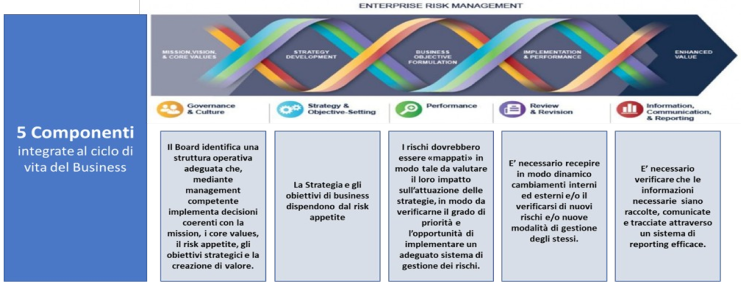 ENTERPRISE RISK MANAGEMENT
MISSION, VISION,
& CORE VALUES
STRATEGY
DEVELOPMENT
BUSINESS
OBJECTIVE
FORMULATION
IMPLEMENTATION
& PERFORMANCE
ENHANCED
VALUE
Governance
& Culture
Strategy &
Objective-Setting
Performance
Review
& Revision
Information,
Communication,
& Reporting
5 Componenti
integrate al ciclo di
vita del Business
Il Board identifica una
struttura operativa
adeguata che,
mediante
management
competente
implementa decisioni
coerenti con la
mission, i core values,
il risk appetite, gli
obiettivi strategici e la
creazione di valore.
La Strategia e gli
obiettivi di business
dispendono dal risk
appetite
I rischi dovrebbero
essere «mappati» in
modo tale da valutare
il loro impatto
sull'attuazione delle
strategie, in modo da
verificarne il grado di
priorità e
l'opportunità di
implementare un
adeguato sistema di
gestione dei rischi.
E' necessario recepire
in modo dinamico
cambiamenti interni
ed esterni e/o il
verificarsi di nuovi
rischi e/o nuove
modalità di gestione
degli stessi.
E' necessario
verificare che le
informazioni
necessarie siano
raccolte, comunicate
e tracciate attraverso
un sistema di
reporting efficace.